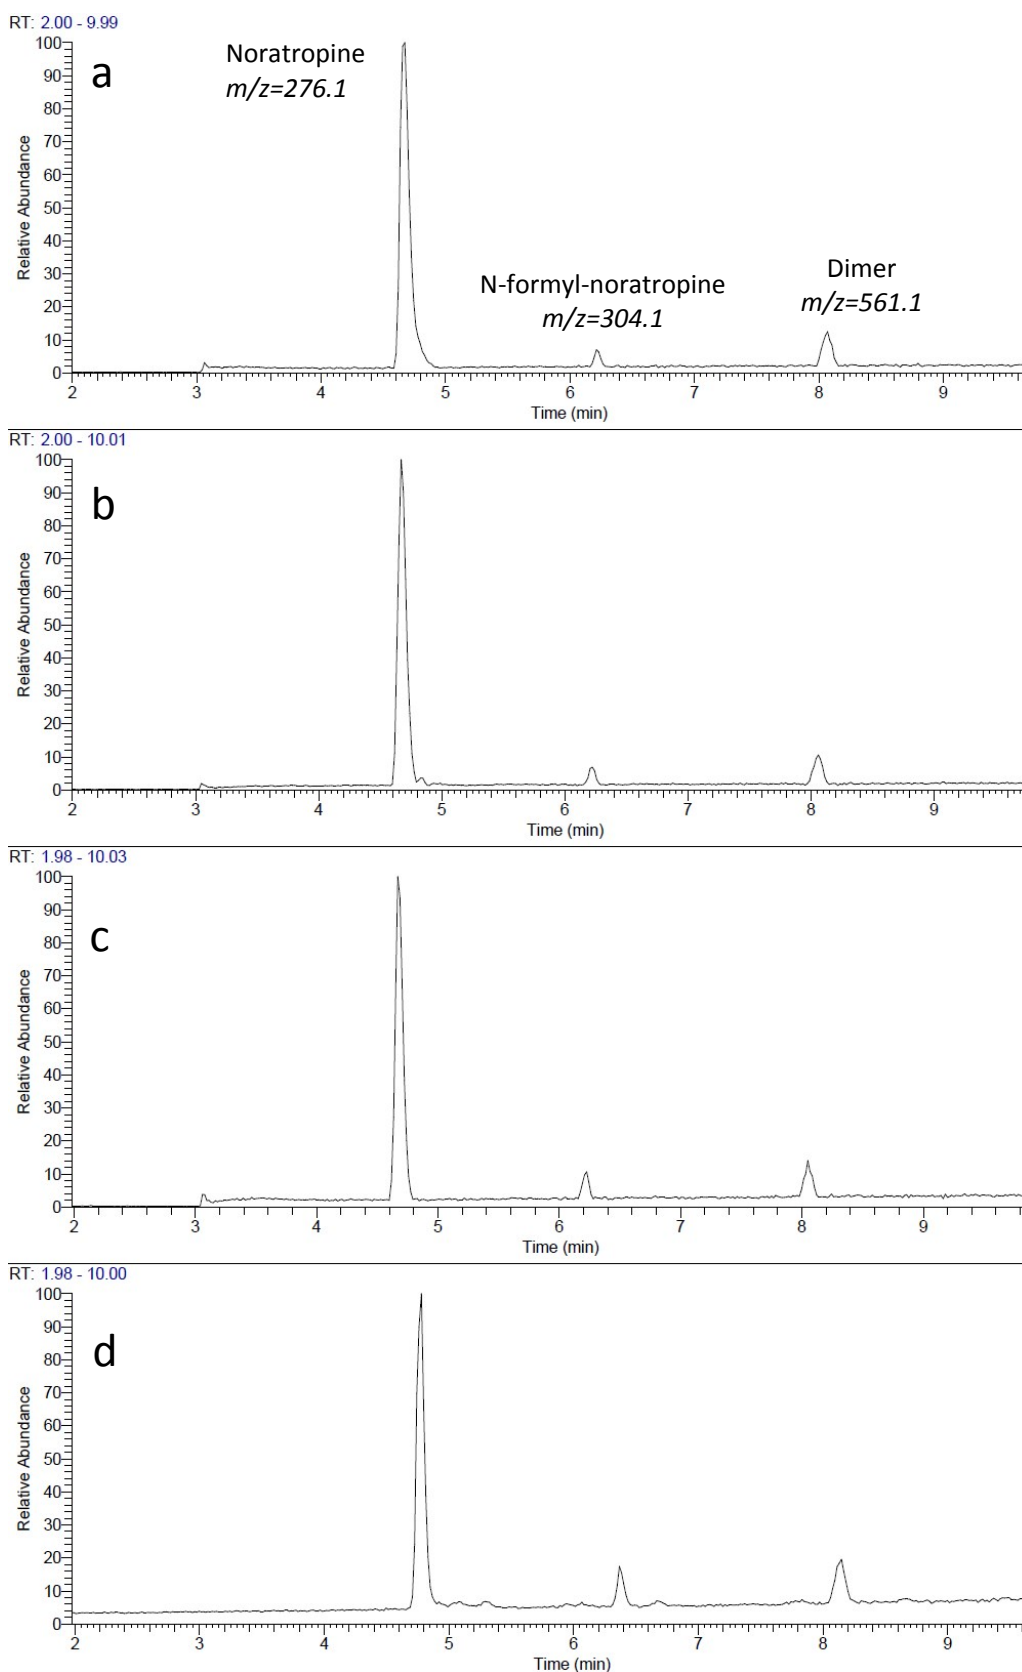 RT: 2.00 - 9.99
a
Noratropine
m/z=276.1
N-formyl-noratropine
m/z=304.1
Dimer
m/z=561.1
Relative Abundance
100
90
80
70
60
50
40
30
20
10
0
2 3 4 5 6 7 8 9
Time (min)
RT: 2.00 - 10.01
b
Relative Abundance
100
90
80
70
60
50
40
30
20
10
0
2 3 4 5 6 7 8 9
Time (min)
RT: 1.98 - 10.03
c
Relative Abundance
100
90
80
70
60
50
40
30
20
10
0
2 3 4 5 6 7 8 9
Time (min)
RT: 1.98 - 10.00
d
Relative Abundance
100
90
80
70
60
50
40
30
20
10
0
2 3 4 5 6 7 8 9
Time (min)